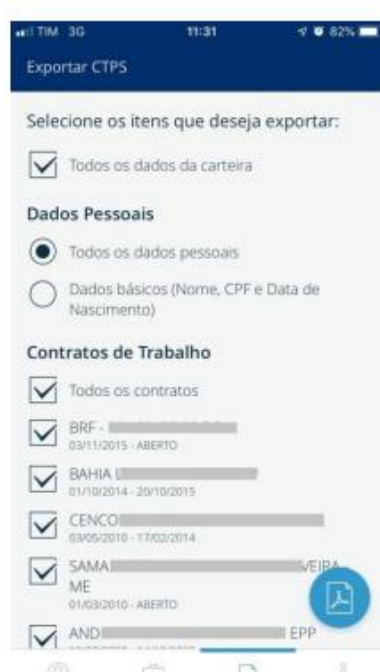 TIM 3G 11:31 82%
Exportar CTPS
Selecione os itens que deseja exportar:
Todos os dados da carteira
Dados Pessoais
Todos os dados pessoais
Dados básicos (Nome, CPF e Data de
Nascimento)
Contratos de Trabalho
Todos os contratos
BRF -
03/11/2015 - ABERTO
BAHIA
01/10/2014 - 20/10/2015
CENCO
03/05/2010 - 17/02/2014
SAMA VEIRA
ME
01/03/2010 - ABERTO
AND EPP